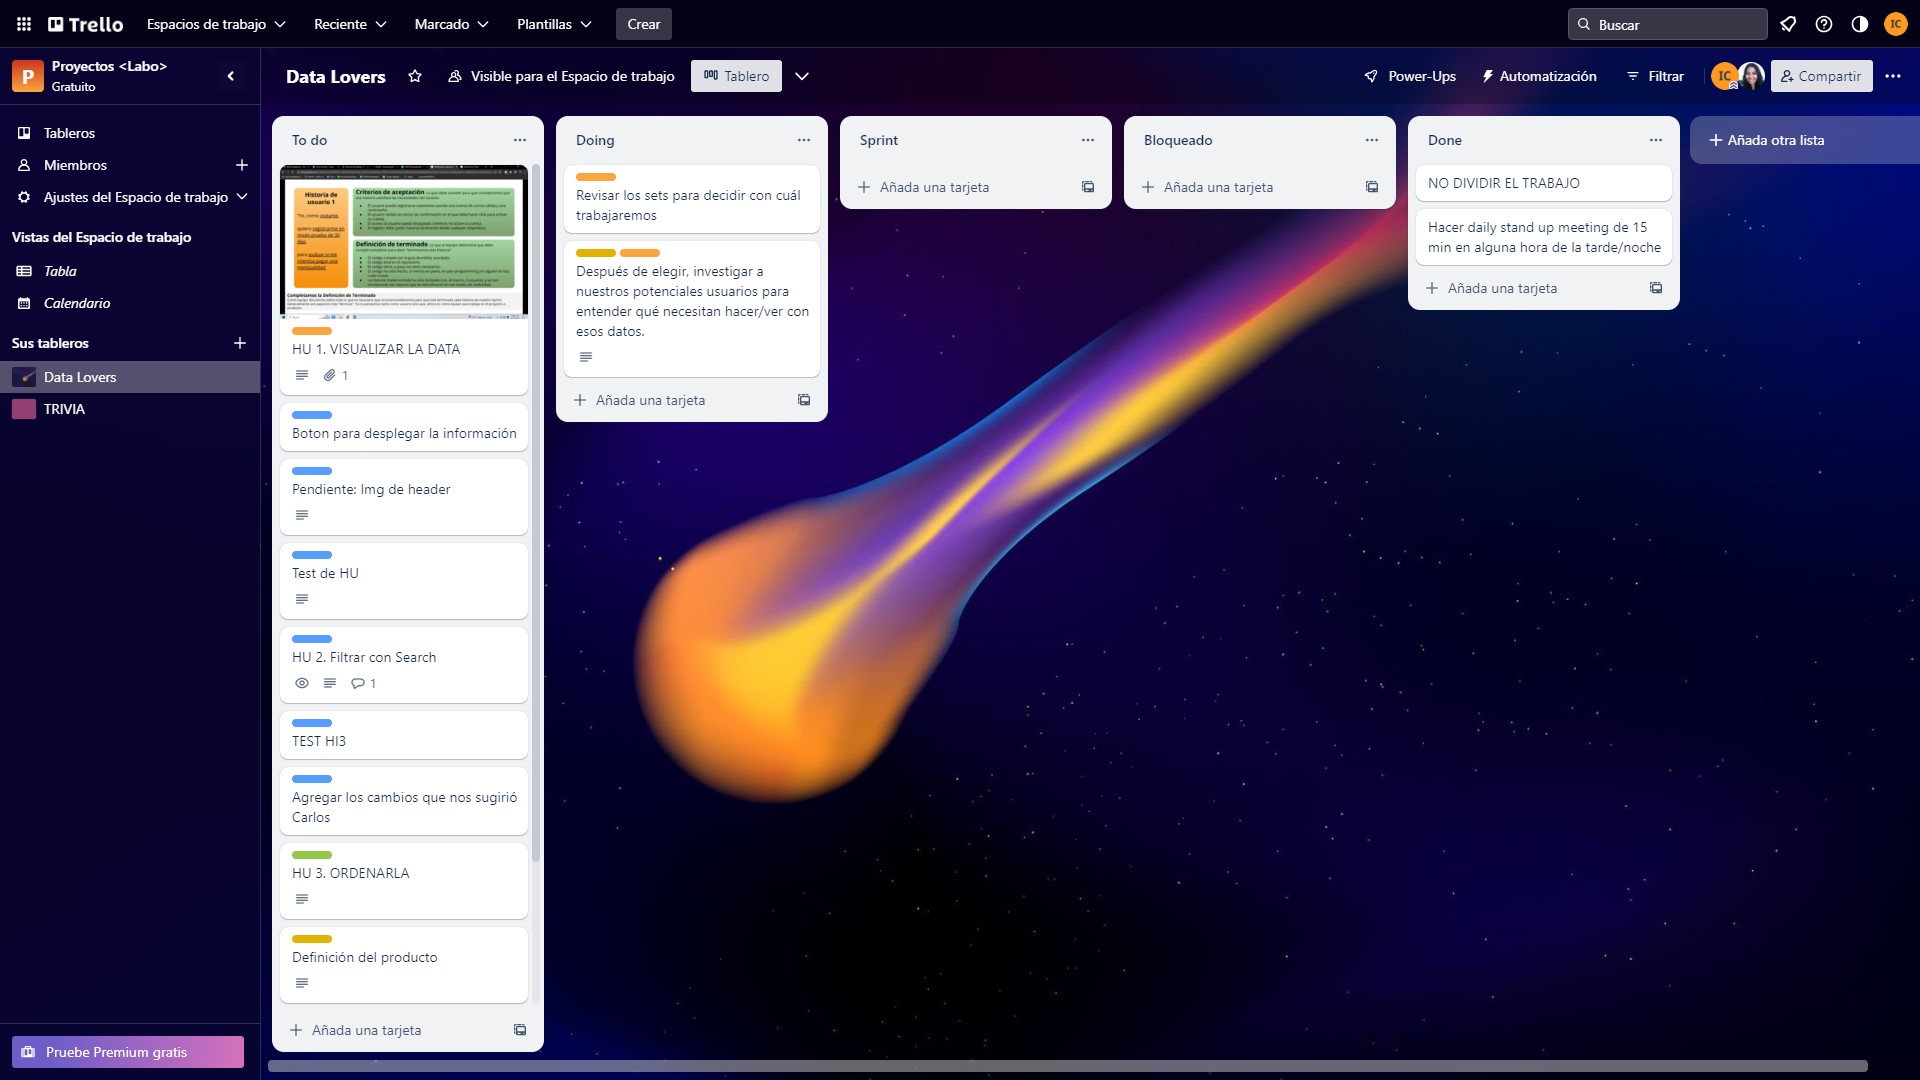 Trello
Espacios de trabajo
Reciente
Marcado
Plantillas
Crear
Buscar
IC
P
Proyectos <Labo>
Gratuito
Data Lovers
Visible para el Espacio de trabajo
Tablero
Power-Ups
Automatización
Filtrar
IC
Compartir
Tableros
Miembros
Ajustes del Espacio de trabajo
Vistas del Espacio de trabajo
Tabla
Calendario
Sus tableros
Data Lovers
TRIVIA
Pruebe Premium gratis
To do
Historia de
usuario 1
Criterios de aceptación
Definición de terminado
HU 1. VISUALIZAR LA DATA
1
Boton para desplegar la información
Pendiente: Img de header
Test de HU
HU 2. Filtrar con Search
1
TEST HI3
Agregar los cambios que nos sugirió
Carlos
HU 3. ORDENARLA
Definición del producto
Añada una tarjeta
Doing
Revisar los sets para decidir con cuál
trabajaremos
Después de elegir, investigar a
nuestros potenciales usuarios para
entender qué necesitan hacer/ver con
esos datos.
Añada una tarjeta
Sprint
Añada una tarjeta
Bloqueado
Añada una tarjeta
Done
NO DIVIDIR EL TRABAJO
Hacer daily stand up meeting de 15
min en alguna hora de la tarde/noche
Añada una tarjeta
Añada otra lista